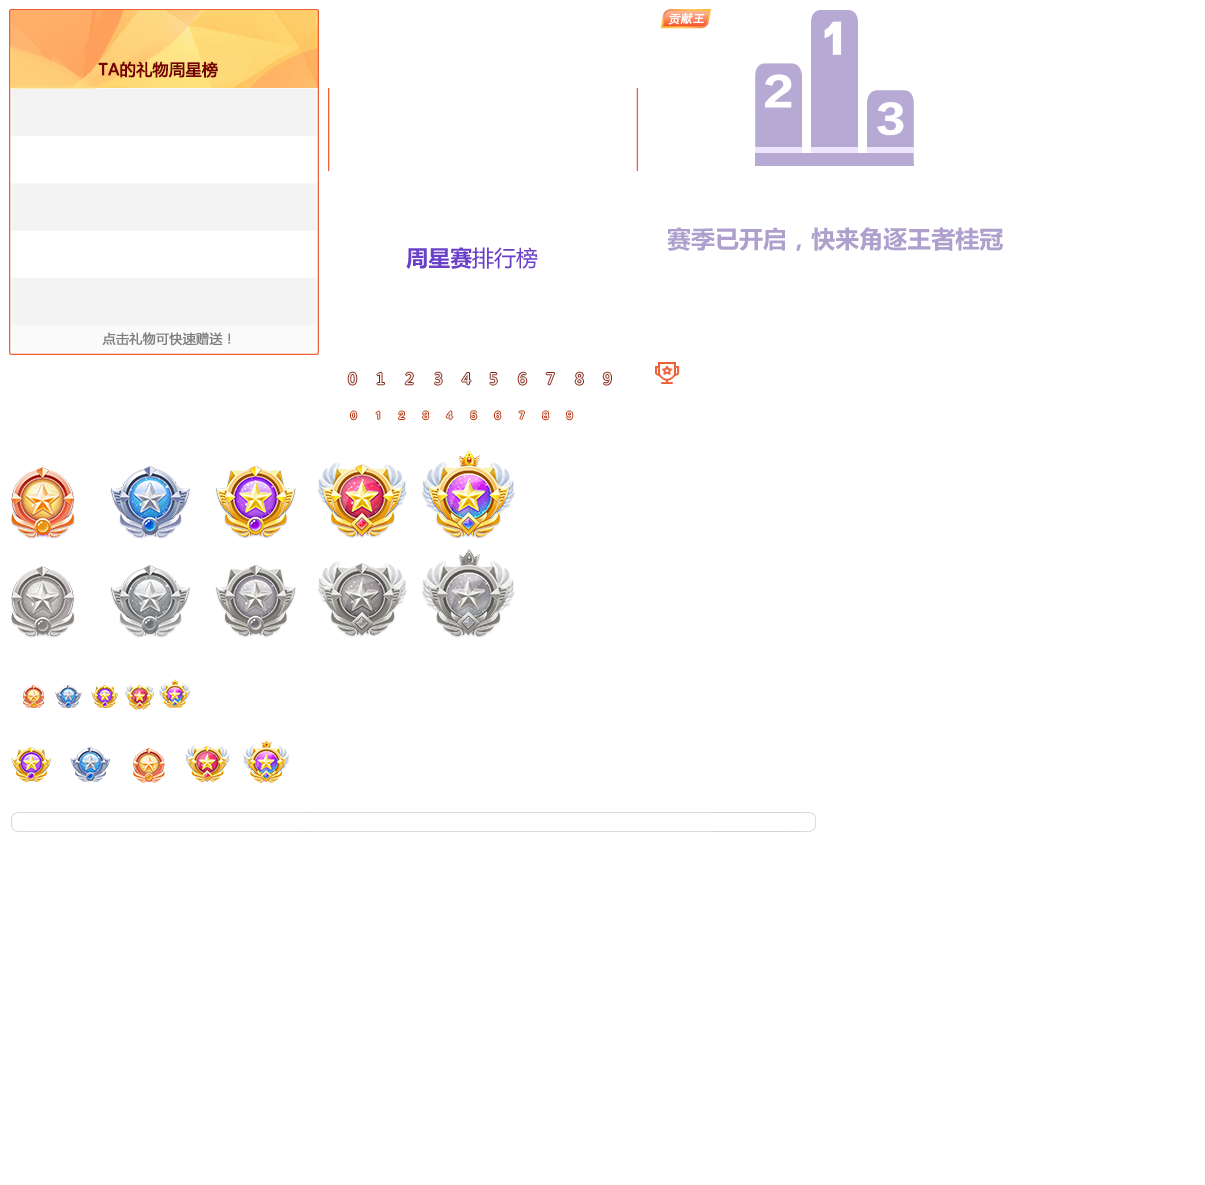 TA的礼物周星榜
点击礼物可快速赠送！
周星赛排行榜
贡献王
1
2
3
赛季已开启，快来角逐王者桂冠
0 1 2 3 4 5 6 7 8 9
0 1 2 3 4 5 6 7 8 9